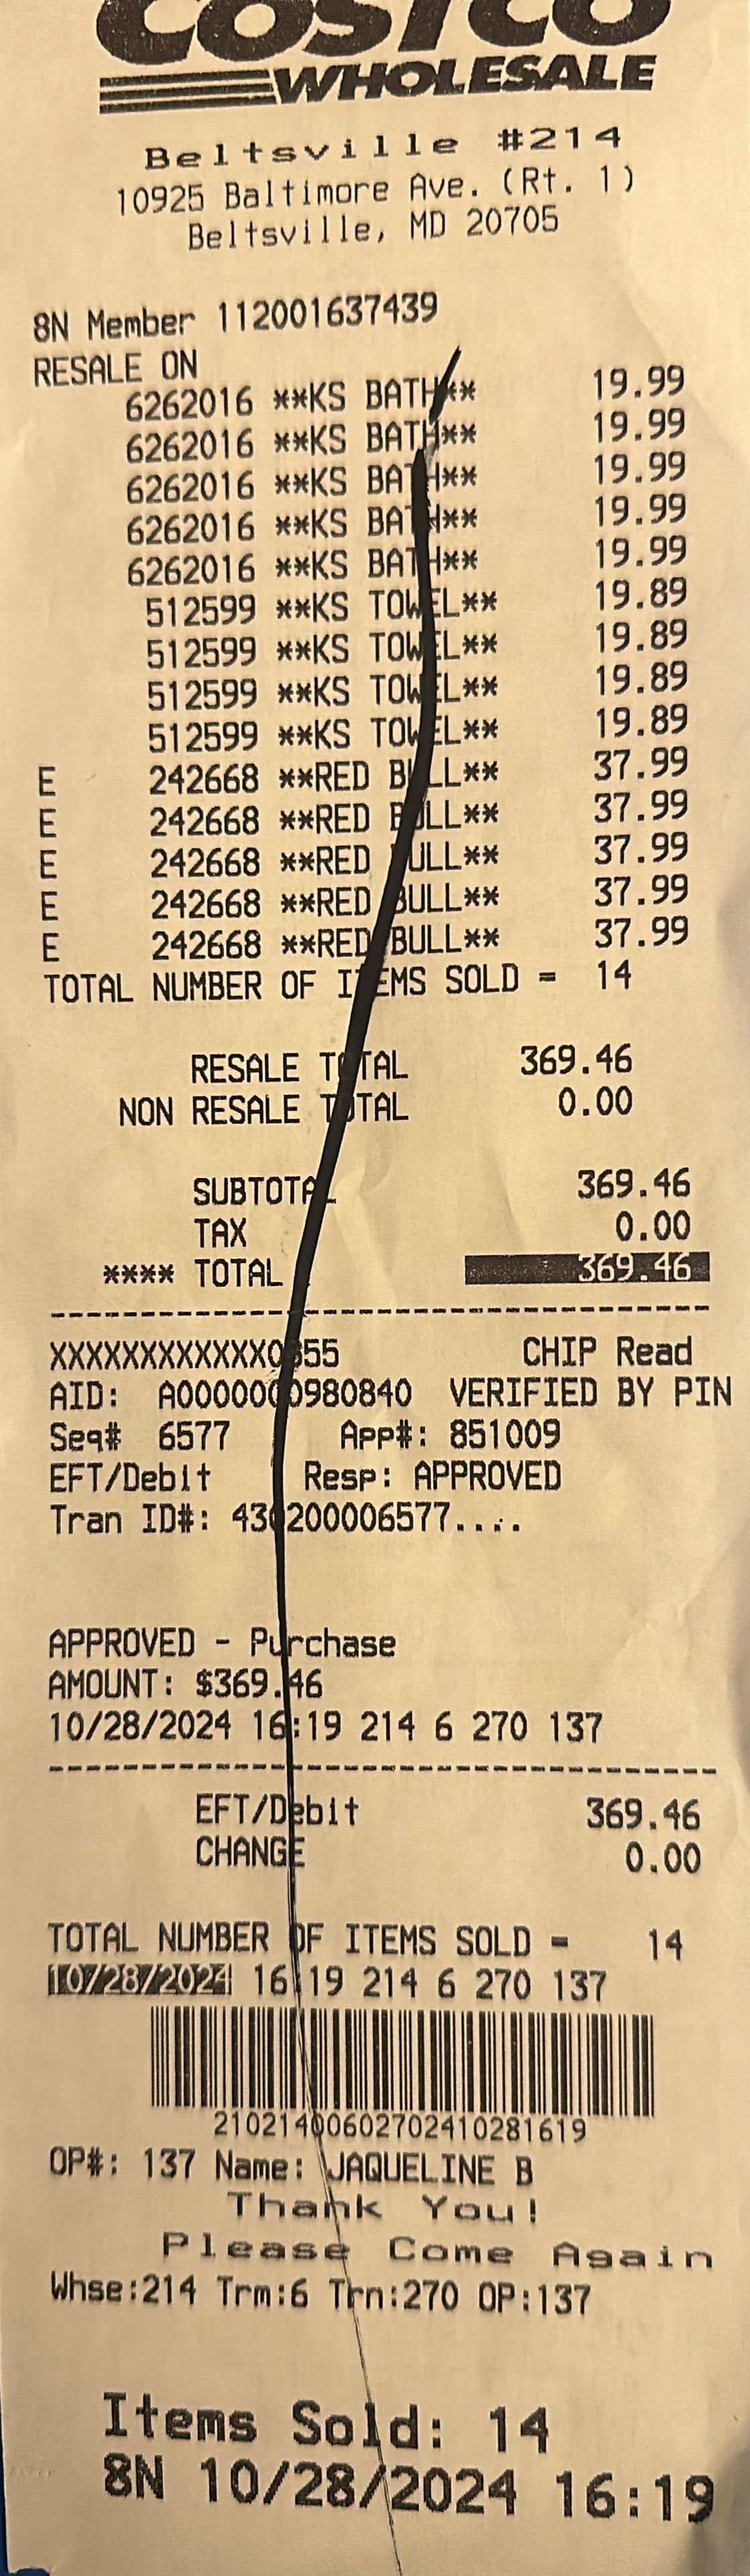 COSTCO
WHOLESALE
Beltsville #214
10925 Baltimore Ave. (Rt. 1)
Beltsville, MD 20705
8N Member 112001637439
RESALE ON
6262016 **KS BATH** 19.99
6262016 **KS BATH** 19.99
6262016 **KS BATH** 19.99
6262016 **KS BATH** 19.99
6262016 **KS BATH** 19.99
512599 **KS TOWEL** 19.89
512599 **KS TOWEL** 19.89
512599 **KS TOWEL** 19.89
512599 **KS TOWEL** 19.89
E 242668 **RED BULL** 37.99
E 242668 **RED BULL** 37.99
E 242668 **RED BULL** 37.99
E 242668 **RED BULL** 37.99
E 242668 **RED BULL** 37.99
TOTAL NUMBER OF ITEMS SOLD = 14
RESALE TOTAL 369.46
NON RESALE TOTAL 0.00
SUBTOTAL 369.46
TAX 0.00
**** TOTAL 369.46
CHIP Read
AID: A0000000980840 VERIFIED BY PIN
Seq# 6577 App#: 851009
EFT/Debit Resp: APPROVED
Tran ID#: 430200006577....
APPROVED - Purchase
AMOUNT: $369.46
10/28/2024 16:19 214 6 270 137
EFT/Debit 369.46
CHANGE 0.00
TOTAL NUMBER OF ITEMS SOLD = 14
10/28/2024 16:19 214 6 270 137
21021400602702410281619
OP#: 137 Name: JAQUELINE B
Thank You!
Please Come Again
Whse:214 Trm:6 Trn:270 OP:137
Items Sold: 14
8N 10/28/2024 16:19